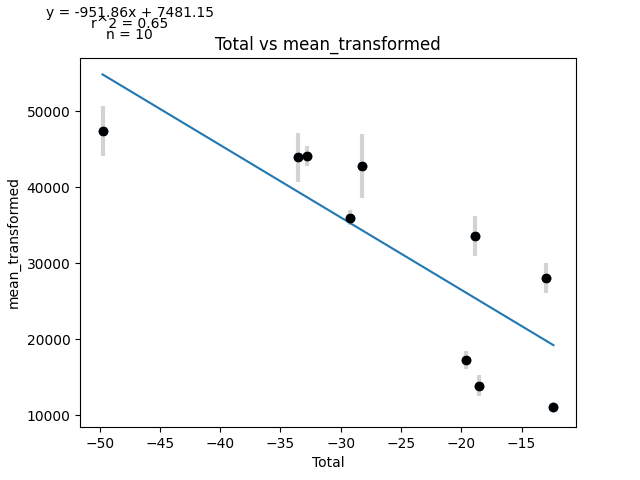 y = -951.86x + 7481.15
r^2 = 0.65
n = 10
Total vs mean_transformed
mean_transformed
50000
40000
30000
20000
10000
−50
−45
−40
−35
−30
−25
−20
−15
Total